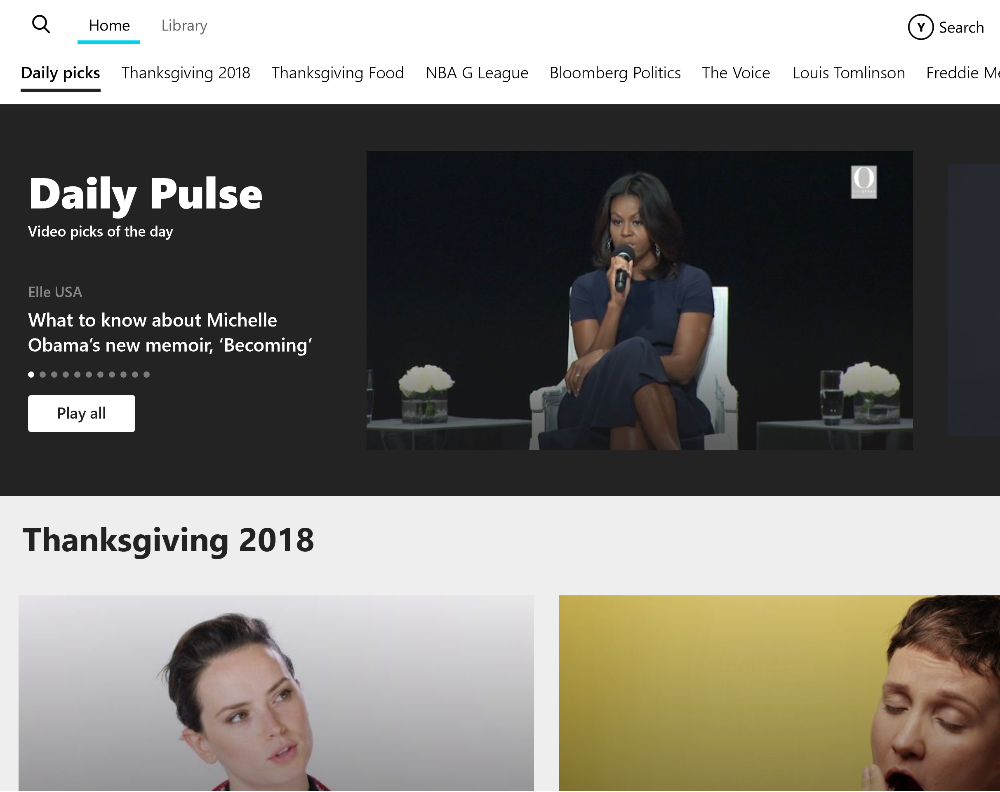 Home
Library
Y Search
Daily picks
Thanksgiving 2018
Thanksgiving Food
NBA G League
Bloomberg Politics
The Voice
Louis Tomlinson
Freddie
Daily Pulse
Video picks of the day
Elle USA
What to know about Michelle
Obama’s new memoir, ‘Becoming’
Play all
O
Thanksgiving 2018